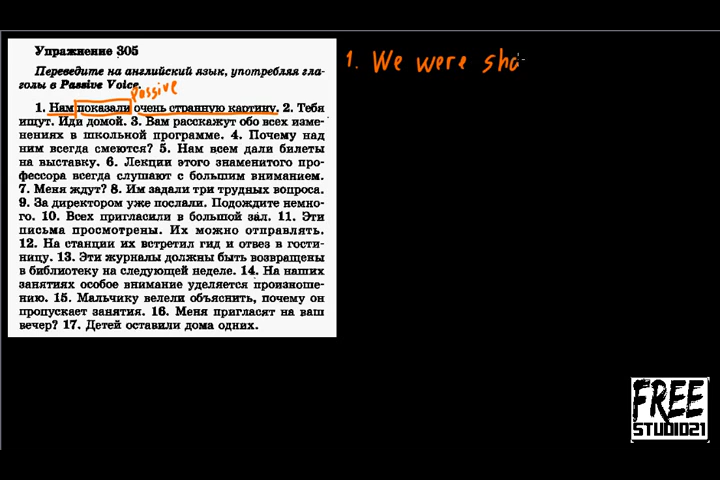 Упражнение 305
Переведите на английский язык, употребляя гла-
голы в Passive Voice.
passive
1. Нам показали очень странную картину. 2. Тебя
ищут. Иди домой. 3. Вам расскажут обо всех изме-
нениях в школьной программе. 4. Почему над
ним всегда смеются? 5. Нам всем дали билеты
на выставку. 6. Лекции этого знаменитого про-
фессора всегда слушают с большим вниманием.
7. Меня ждут? 8. Им задали три трудных вопроса.
9. За директором уже послали. Подождите немно-
го. 10. Всех пригласили в большой зал. 11. Эти
письма просмотрены. Их можно отправлять.
12. На станции их встретил гид и отвез в гости-
ницу. 13. Эти журналы должны быть возвращены
в библиотеку на следующей неделе. 14. На наших
занятиях особое внимание уделяется произноше-
нию. 15. Мальчику велели объяснить, почему он
пропускает занятия. 16. Меня пригласят на ваш
вечер? 17. Детей оставили дома одних.
1. We were sho
FREE
STUDIO21